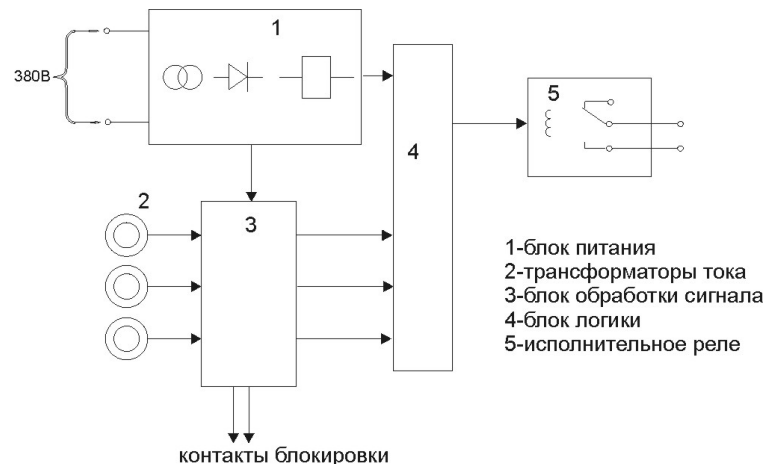 1
380В
5
4
2
3
1-блок питания
2-трансформаторы тока
3-блок обработки сигнала
4-блок логики
5-исполнительное реле
контакты блокировки